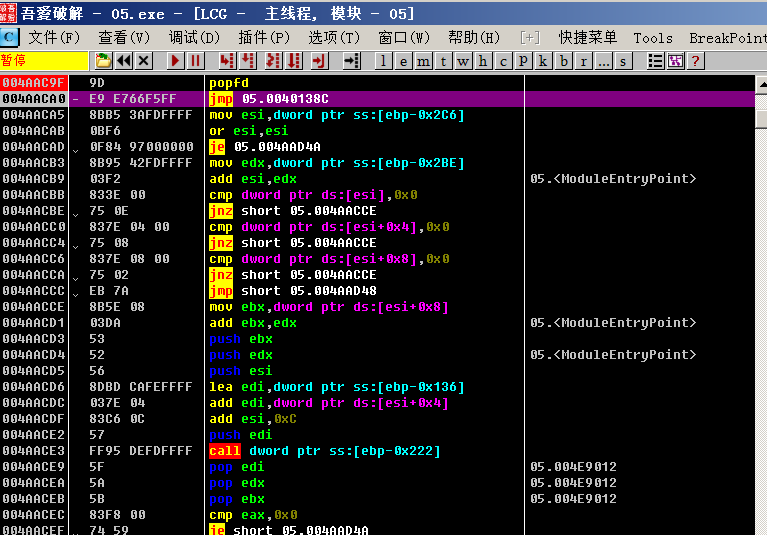 吾爱破解 - 05.exe - [LCG - 主线程, 模块 - 05]
C 文件(F) 查看(V) 调试(D) 插件(P) 选项(T) 窗口(W) 帮助(H) [+] 快捷菜单 Tools BreakPoint
暂停 l e m t w h c p k b r ... s ?
004AAC9F 9D popfd
004AACA0 - E9 E766F5FF jmp 05.0040138C
004AACA5 8BB5 3AFDFFFF mov esi,dword ptr ss:[ebp-0x2C6]
004AACAB 0BF6 or esi,esi
004AACAD 0F84 97000000 je 05.004AAD4A
004AACB3 8B95 42FDFFFF mov edx,dword ptr ss:[ebp-0x2BE]
004AACB9 03F2 add esi,edx 05.<ModuleEntryPoint>
004AACBB 833E 00 cmp dword ptr ds:[esi],0x0
004AACBE 75 0E jnz short 05.004AACCE
004AACC0 837E 04 00 cmp dword ptr ds:[esi+0x4],0x0
004AACC4 75 08 jnz short 05.004AACCE
004AACC6 837E 08 00 cmp dword ptr ds:[esi+0x8],0x0
004AACCA 75 02 jnz short 05.004AACCE
004AACCC EB 7A jmp short 05.004AAD48
004AACCE 8B5E 08 mov ebx,dword ptr ds:[esi+0x8]
004AACD1 03DA add ebx,edx 05.<ModuleEntryPoint>
004AACD3 53 push ebx
004AACD4 52 push edx 05.<ModuleEntryPoint>
004AACD5 56 push esi
004AACD6 8DBD CAFEFFFF lea edi,dword ptr ss:[ebp-0x136]
004AACDC 037E 04 add edi,dword ptr ds:[esi+0x4]
004AACDF 83C6 0C add esi,0xC
004AACE2 57 push edi
004AACE3 FF95 DEFDFFFF call dword ptr ss:[ebp-0x222]
004AACE9 5F pop edi 05.004E9012
004AACEA 5A pop edx 05.004E9012
004AACEB 5B pop ebx 05.004E9012
004AACEC 83F8 00 cmp eax,0x0
004AACEF 74 59 je short 05.004AAD4A